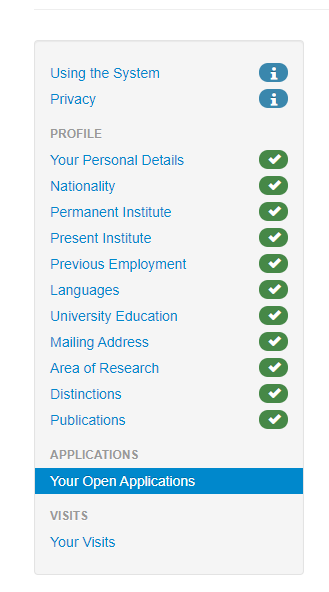 Using the System
Privacy
PROFILE
Your Personal Details
Nationality
Permanent Institute
Present Institute
Previous Employment
Languages
University Education
Mailing Address
Area of Research
Distinctions
Publications
APPLICATIONS
Your Open Applications
VISITS
Your Visits